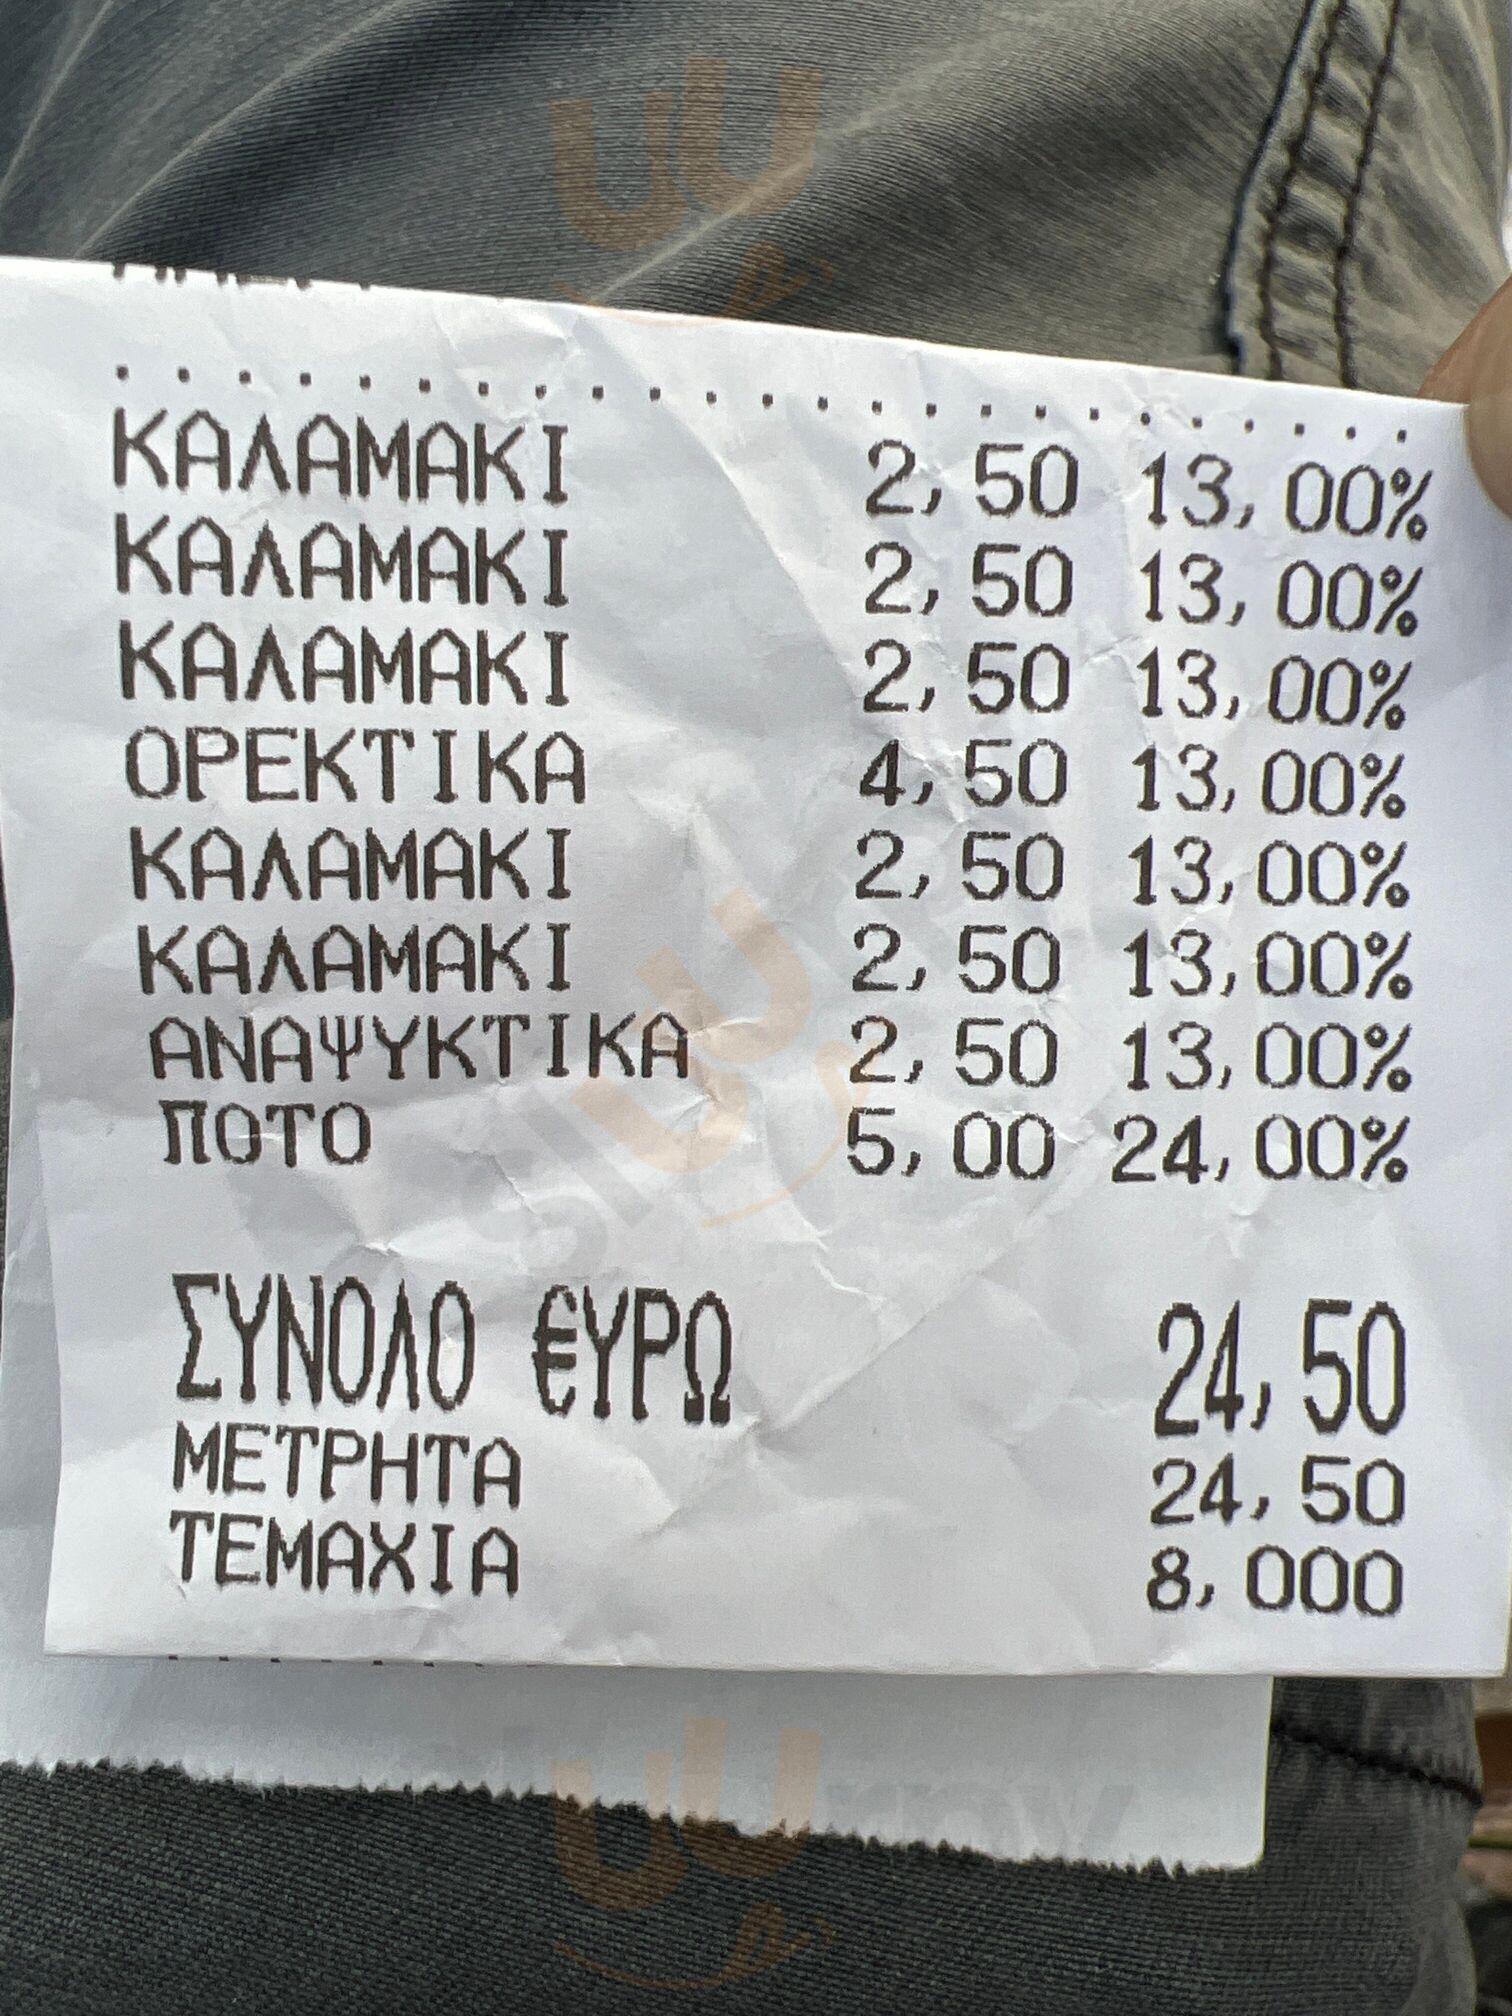 ΚΑΛΑΜΑΚΙ 2,50 13,00%
ΚΑΛΑΜΑΚΙ 2,50 13,00%
ΚΑΛΑΜΑΚΙ 2,50 13,00%
ΟΡΕΚΤΙΚΑ 4,50 13,00%
ΚΑΛΑΜΑΚΙ 2,50 13,00%
ΚΑΛΑΜΑΚΙ 2,50 13,00%
ΑΝΑΨΥΚΤΙΚΑ 2,50 13,00%
ΠΟΤΟ 5,00 24,00%
ΣΥΝΟΛΟ €ΥΡΩ 24,50
ΜΕΤΡΗΤΑ 24,50
ΤΕΜΑΧΙΑ 8,000